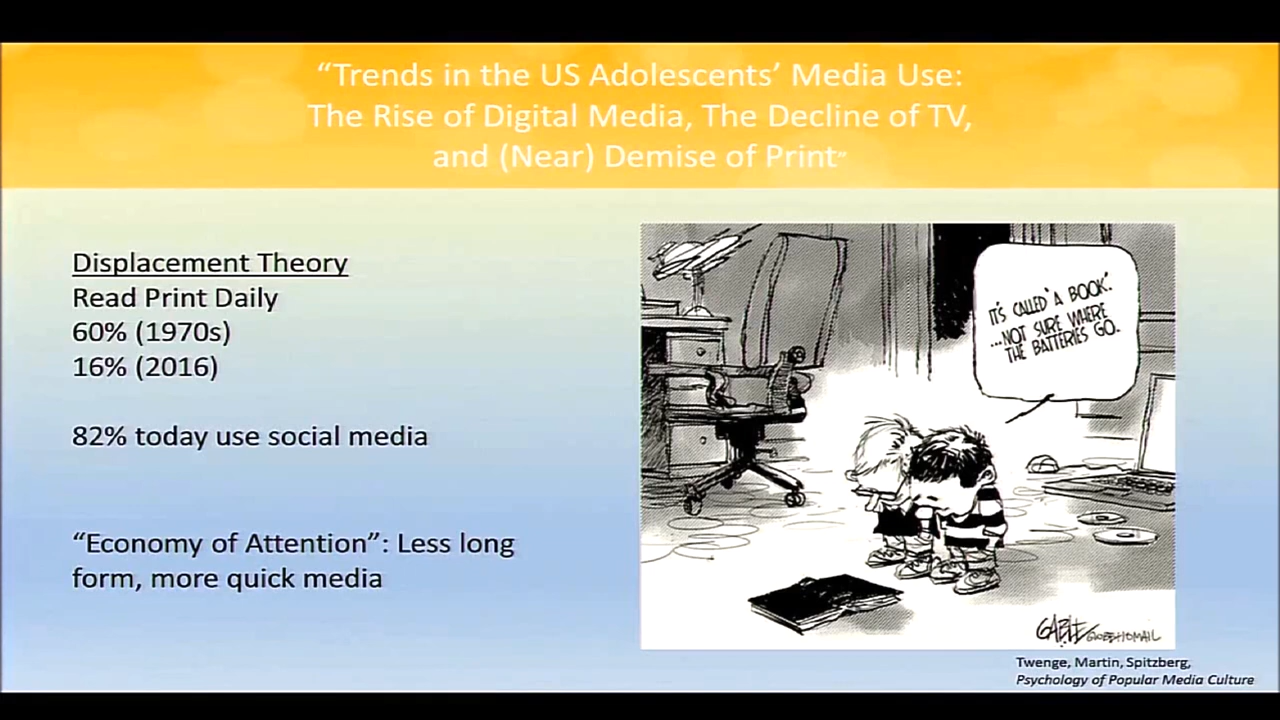 “Trends in the US Adolescents’ Media Use:
The Rise of Digital Media, The Decline of TV,
and (Near) Demise of Print”
Displacement Theory
Read Print Daily
60% (1970s)
16% (2016)
82% today use social media
“Economy of Attention”: Less long
form, more quick media
IT'S CALLED 'A BOOK'.
...NOT SURE WHERE
THE BATTERIES GO.
GABLE
Twenge, Martin, Spitzberg,
Psychology of Popular Media Culture